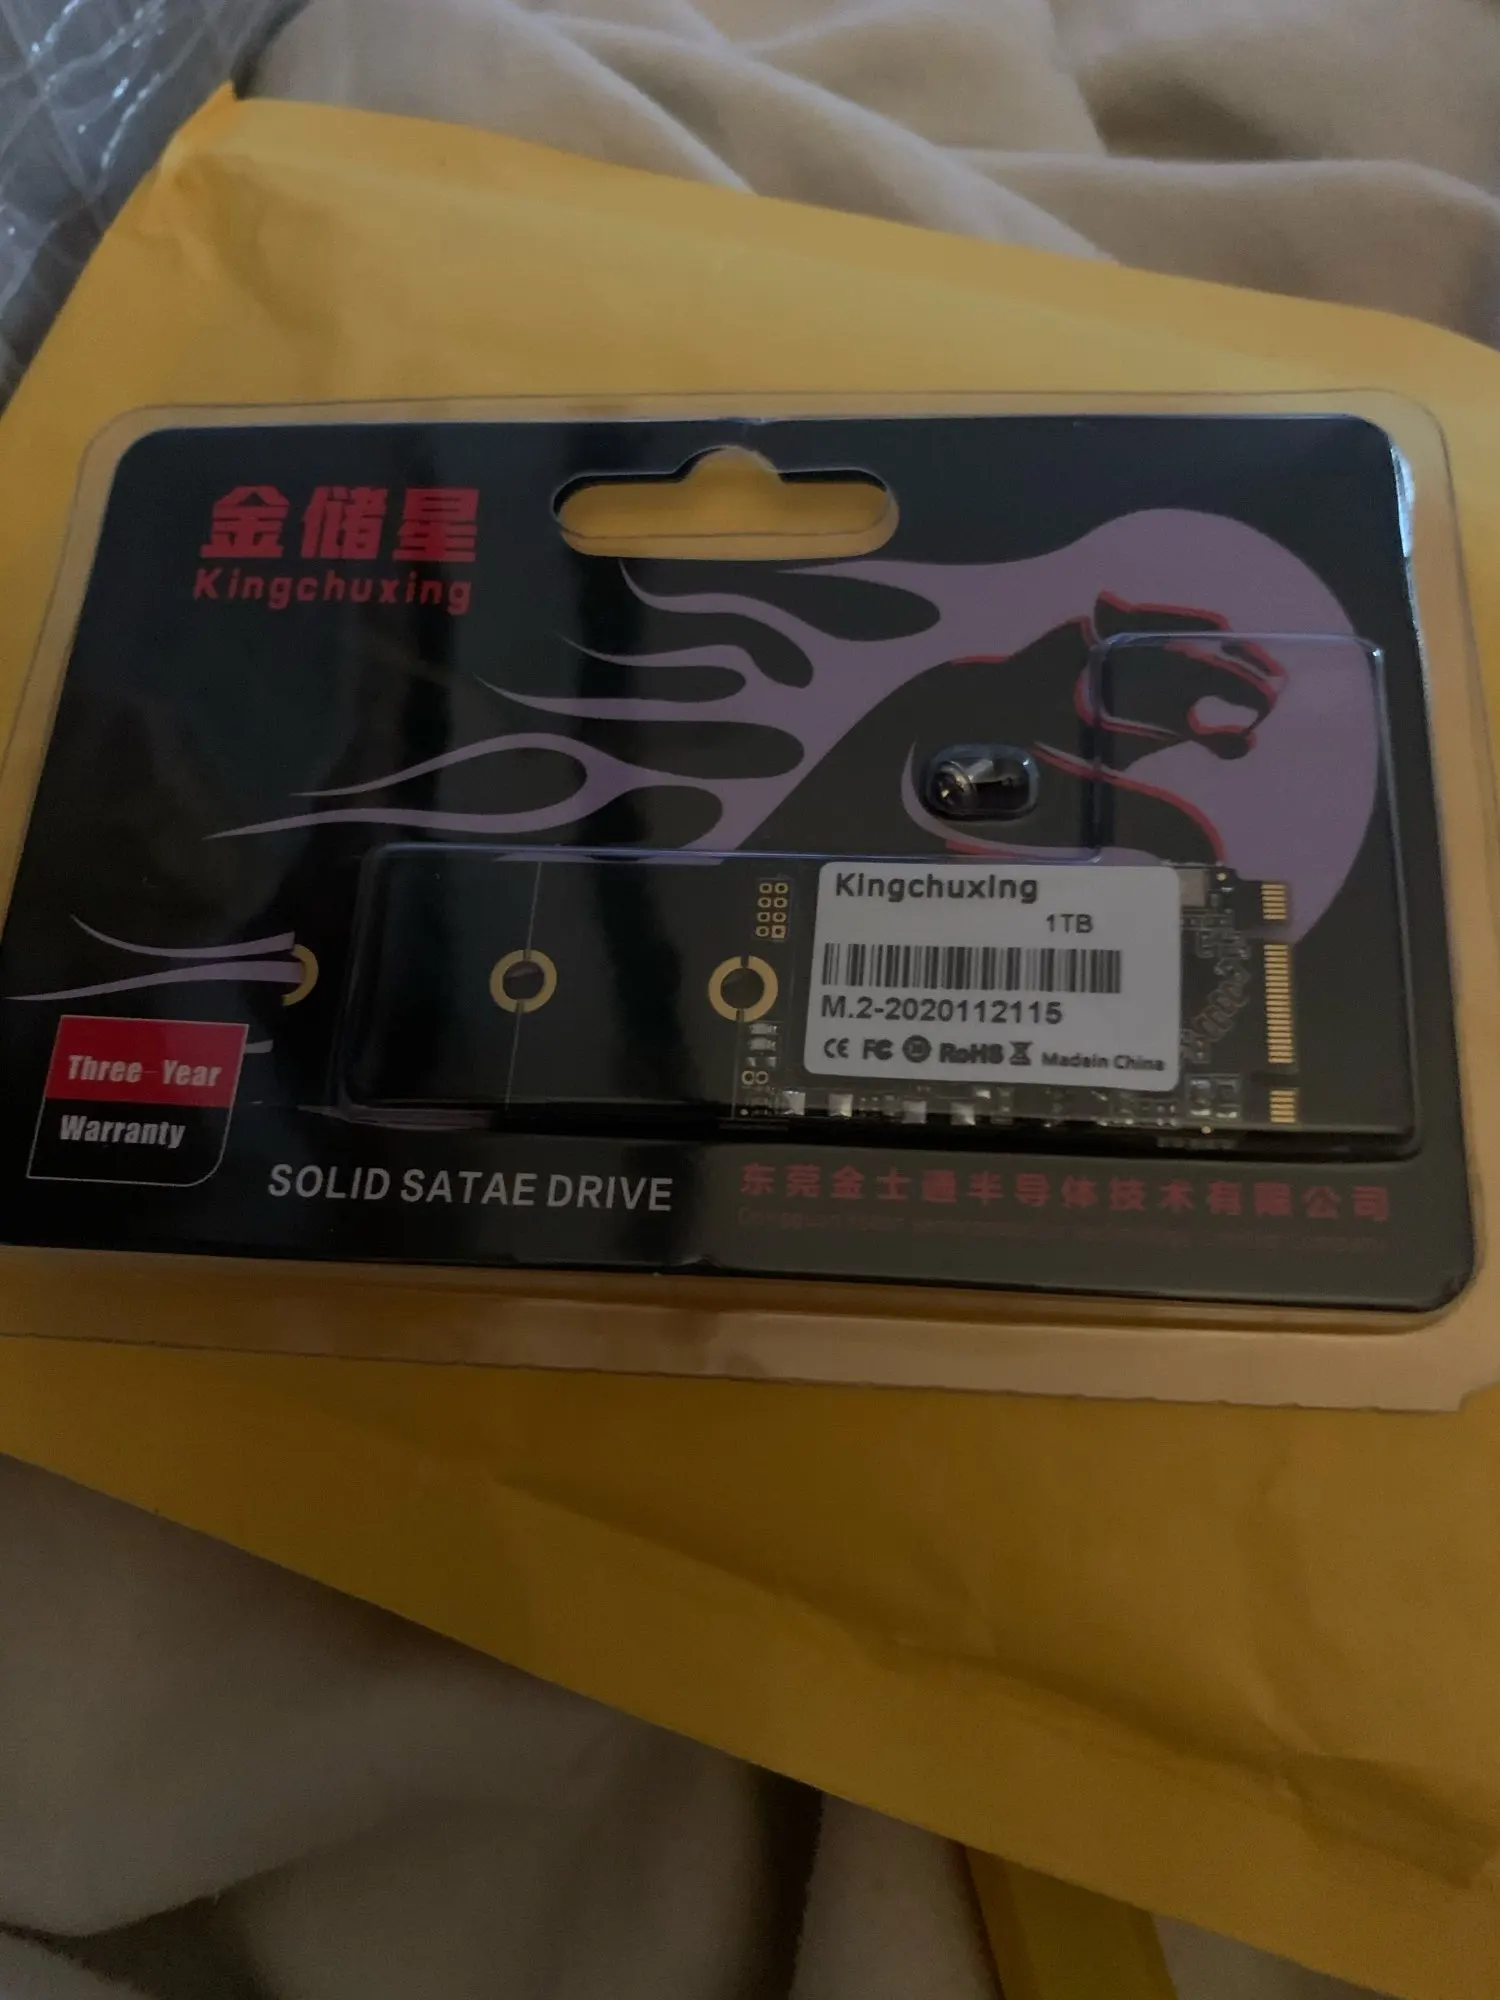 金储星
Kingchuxing
Kingchuxing
1TB
M.2-2020112115
CE FC RoHS Madein China
Three-Year
Warranty
SOLID SATAE DRIVE
东莞金士通半导体技术有限公司